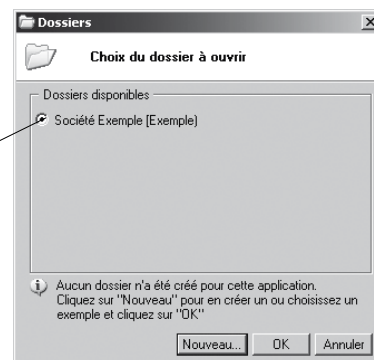 Dossiers
Choix du dossier à ouvrir
Dossiers disponibles
Société Exemple (Exemple)
Aucun dossier n'a été créé pour cette application.
Cliquez sur "Nouveau" pour en créer un ou choisissez un
exemple et cliquez sur "OK"
Nouveau... OK Annuler